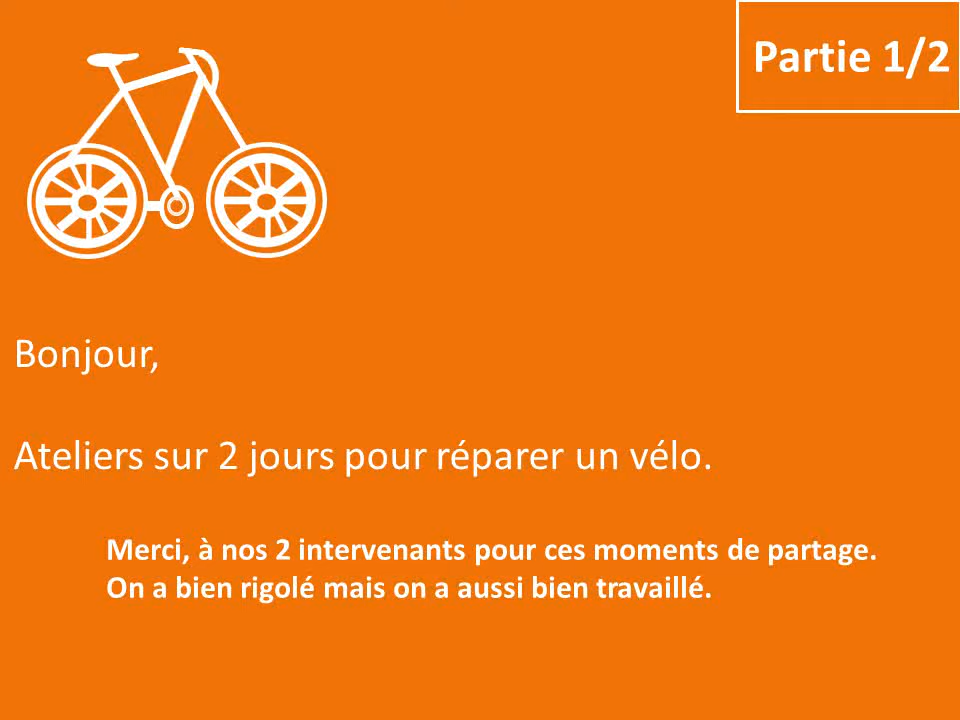 Partie 1/2
Bonjour,
Ateliers sur 2 jours pour réparer un vélo.
Merci, à nos 2 intervenants pour ces moments de partage.
On a bien rigolé mais on a aussi bien travaillé.